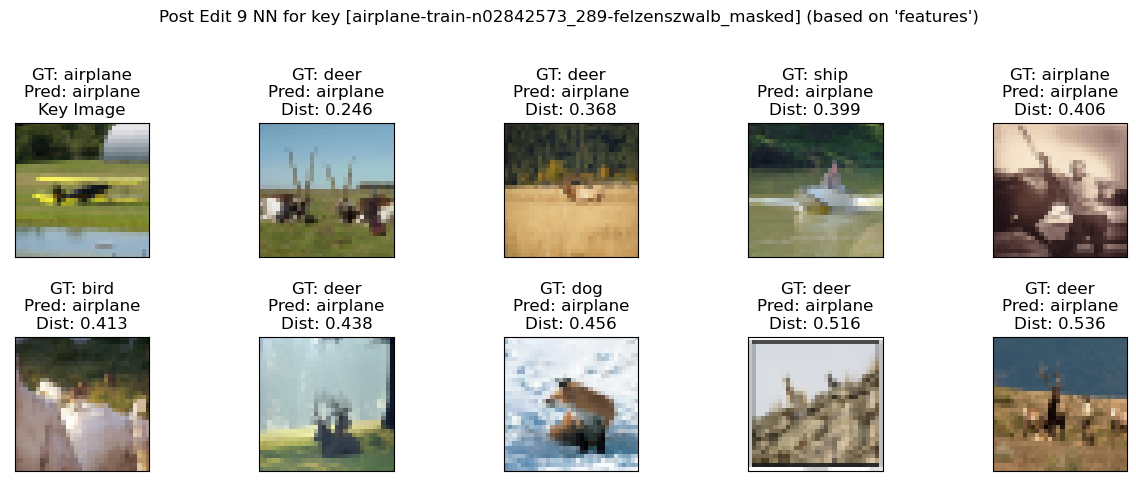 Post Edit 9 NN for key [airplane-train-n02842573_289-felzenszwalb_masked] (based on 'features')
GT: airplane
Pred: airplane
Key Image
GT: deer
Pred: airplane
Dist: 0.246
GT: deer
Pred: airplane
Dist: 0.368
GT: ship
Pred: airplane
Dist: 0.399
GT: airplane
Pred: airplane
Dist: 0.406
GT: bird
Pred: airplane
Dist: 0.413
GT: deer
Pred: airplane
Dist: 0.438
GT: dog
Pred: airplane
Dist: 0.456
GT: deer
Pred: airplane
Dist: 0.516
GT: deer
Pred: airplane
Dist: 0.536